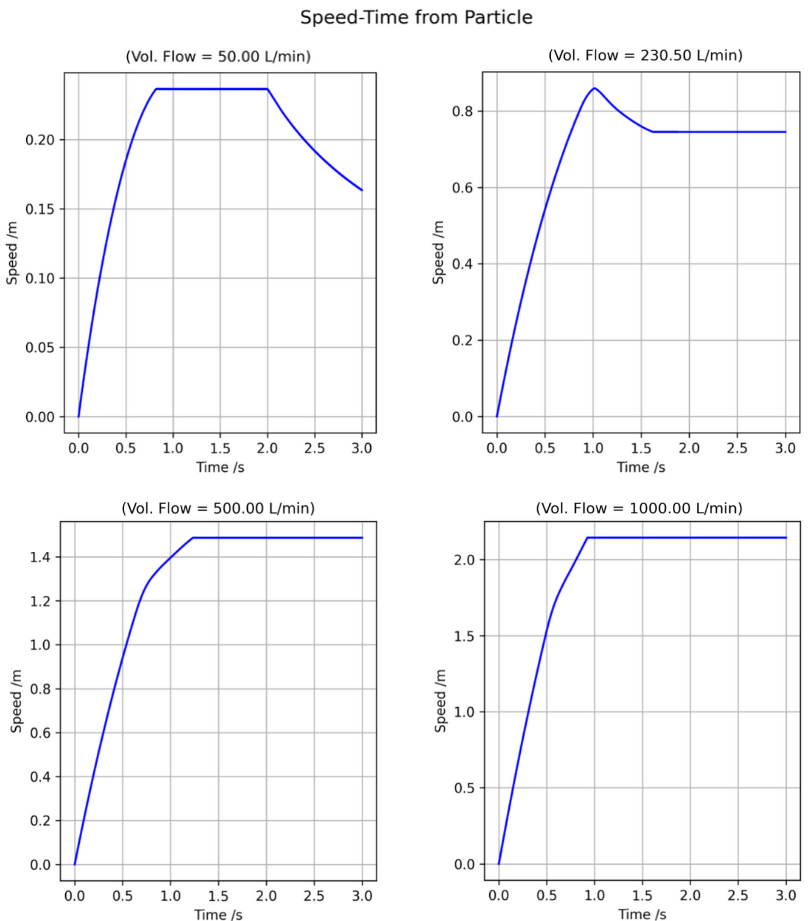 Speed-Time from Particle
(Vol. Flow = 50.00 L/min)
0.20
0.15
0.10
0.05
0.00
Speed /m
0.0 0.5 1.0 1.5 2.0 2.5 3.0
Time /s
(Vol. Flow = 230.50 L/min)
0.8
0.6
0.4
0.2
0.0
Speed /m
0.0 0.5 1.0 1.5 2.0 2.5 3.0
Time /s
(Vol. Flow = 500.00 L/min)
1.4
1.2
1.0
0.8
0.6
0.4
0.2
0.0
Speed /m
0.0 0.5 1.0 1.5 2.0 2.5 3.0
Time /s
(Vol. Flow = 1000.00 L/min)
2.0
1.5
1.0
0.5
0.0
Speed /m
0.0 0.5 1.0 1.5 2.0 2.5 3.0
Time /s